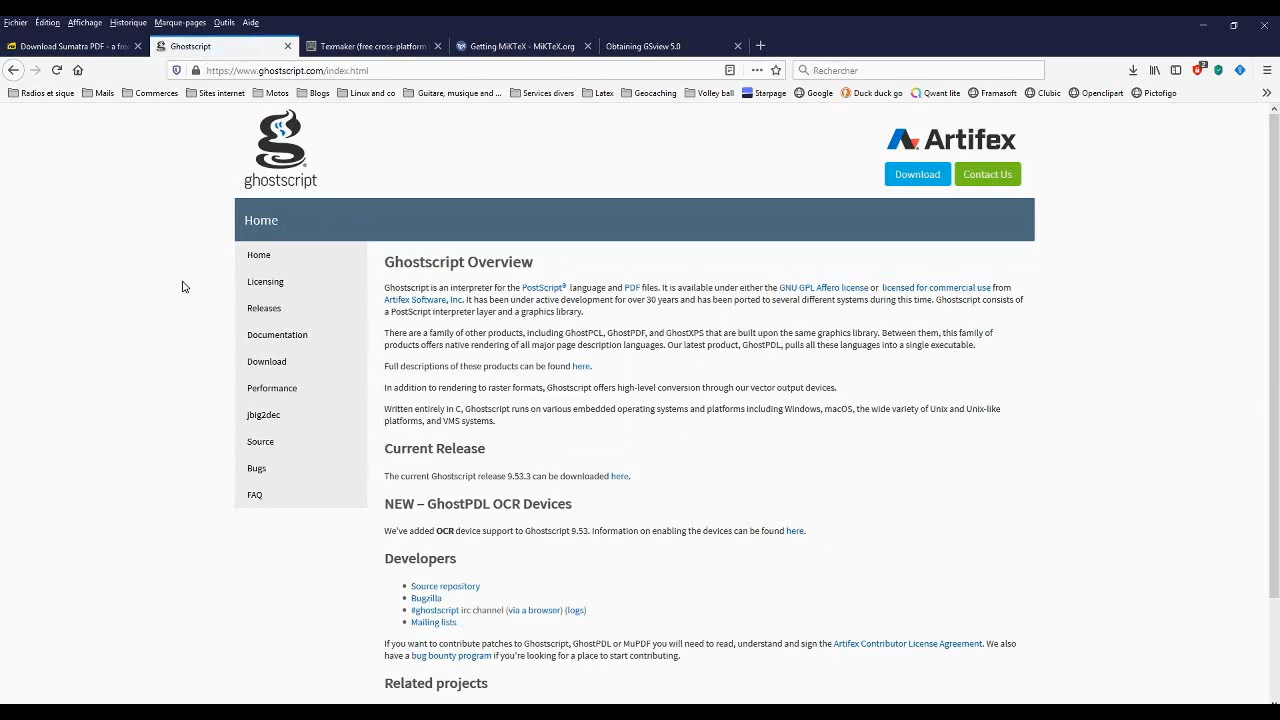 Fichier Édition Affichage Historique Marque-pages Outils Aide
Download Sumatra PDF - a free
Ghostscript
Texmaker (free cross-platform
Getting MiKTeX - MiKTeX.org
Obtaining GSview 5.0
https://www.ghostscript.com/index.html
Rechercher
2
Radios et sique Mails Commerces Sites internet Motos Blogs Linux and co Guitare, musique and ... Services divers Latex Geocaching Volley ball Starpage Google Duck duck go Qwant lite Framasoft Clubic Openclipart Pictofigo
ghostscript
Artifex
Download Contact Us
Home
Home
Licensing
Releases
Documentation
Download
Performance
jbig2dec
Source
Bugs
FAQ
Ghostscript Overview
Ghostscript is an interpreter for the PostScript® language and PDF files. It is available under either the GNU GPL Affero license or licensed for commercial use from
Artifex Software, Inc. It has been under active development for over 30 years and has been ported to several different systems during this time. Ghostscript consists of
a PostScript interpreter layer and a graphics library.
There are a family of other products, including GhostPCL, GhostPDF, and GhostXPS that are built upon the same graphics library. Between them, this family of
products offers native rendering of all major page description languages. Our latest product, GhostPDL, pulls all these languages into a single executable.
Full descriptions of these products can be found here.
In addition to rendering to raster formats, Ghostscript offers high-level conversion through our vector output devices.
Written entirely in C, Ghostscript runs on various embedded operating systems and platforms including Windows, macOS, the wide variety of Unix and Unix-like
platforms, and VMS systems.
Current Release
The current Ghostscript release 9.53.3 can be downloaded here.
NEW – GhostPDL OCR Devices
We've added OCR device support to Ghostscript 9.53. Information on enabling the devices can be found here.
Developers
Source repository
Bugzilla
#ghostscript irc channel (via a browser) (logs)
Mailing lists
If you want to contribute patches to Ghostscript, GhostPDL or MuPDF you will need to read, understand and sign the Artifex Contributor License Agreement. We also
have a bug bounty program if you're looking for a place to start contributing.
Related projects